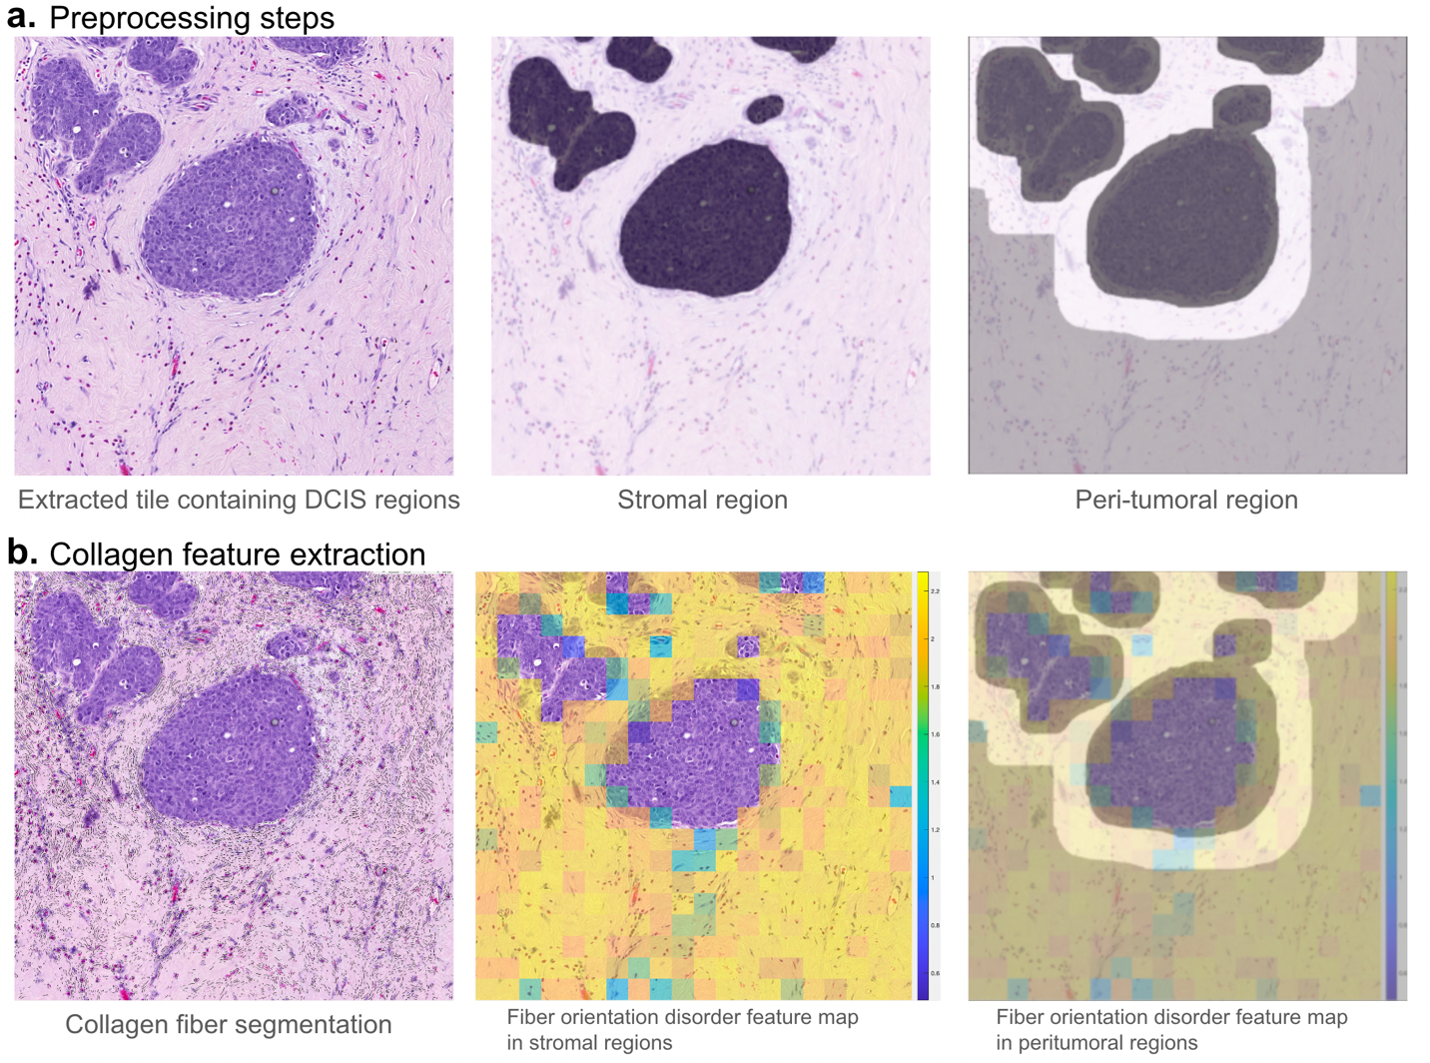 a. Preprocessing steps
Extracted tile containing DCIS regions
Stromal region
Peri-tumoral region
b. Collagen feature extraction
2.2
2
1.8
1.6
1.4
1.2
1
0.8
0.6
Collagen fiber segmentation
Fiber orientation disorder feature map
in stromal regions
Fiber orientation disorder feature map
in peritumoral regions